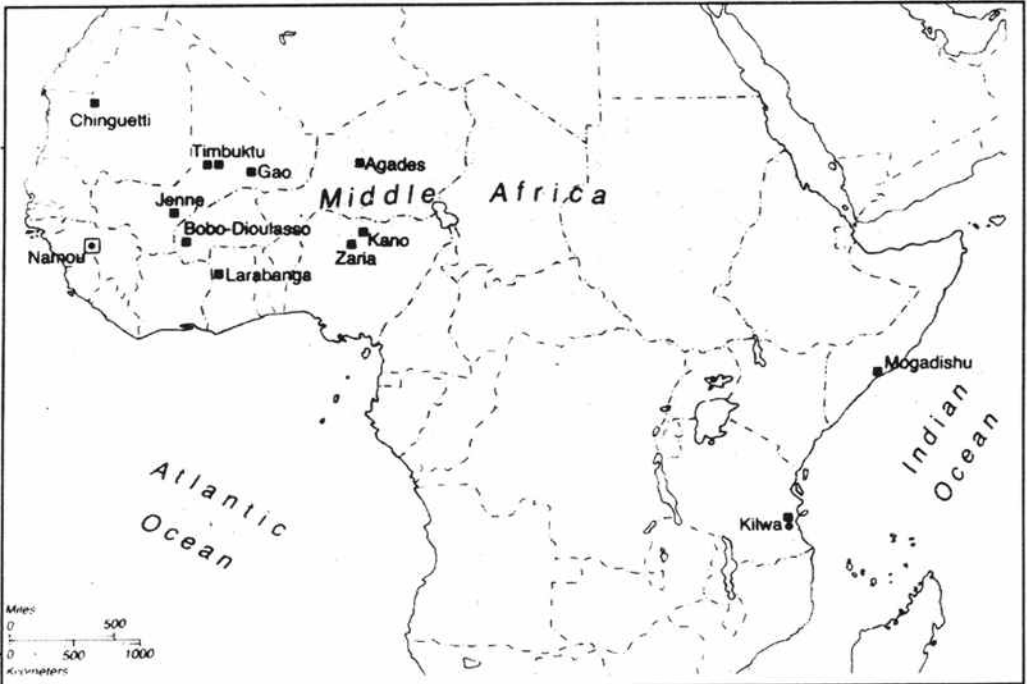 Chinguetti
Timbuktu
Gao
Agades
Middle Africa
Jenne
Bobo-Dioulasso
Kano
Zaria
Namou
Larabanga
Mogadishu
Indian
Ocean
Atlantic
Ocean
Kilwa
Miles
0 500
0 500 1000
Kilometers